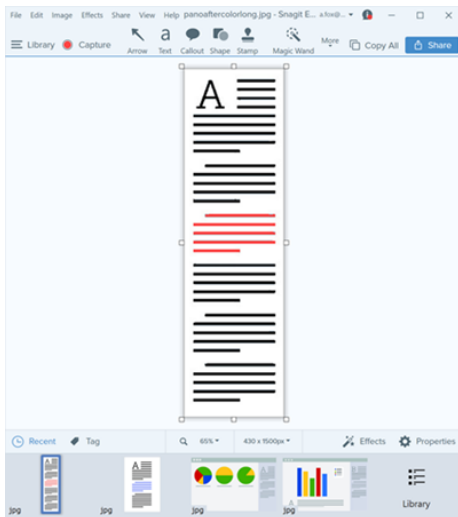 File Edit Image Effects Share View Help panoaftercolorlong.jpg - Snagit E... a.fox@...
Library Capture Arrow Text Callout Shape Stamp Magic Wand More Copy All Share
A
Recent Tag 65% 430 x 1500px Effects Properties
jpg jpg jpg jpg Library